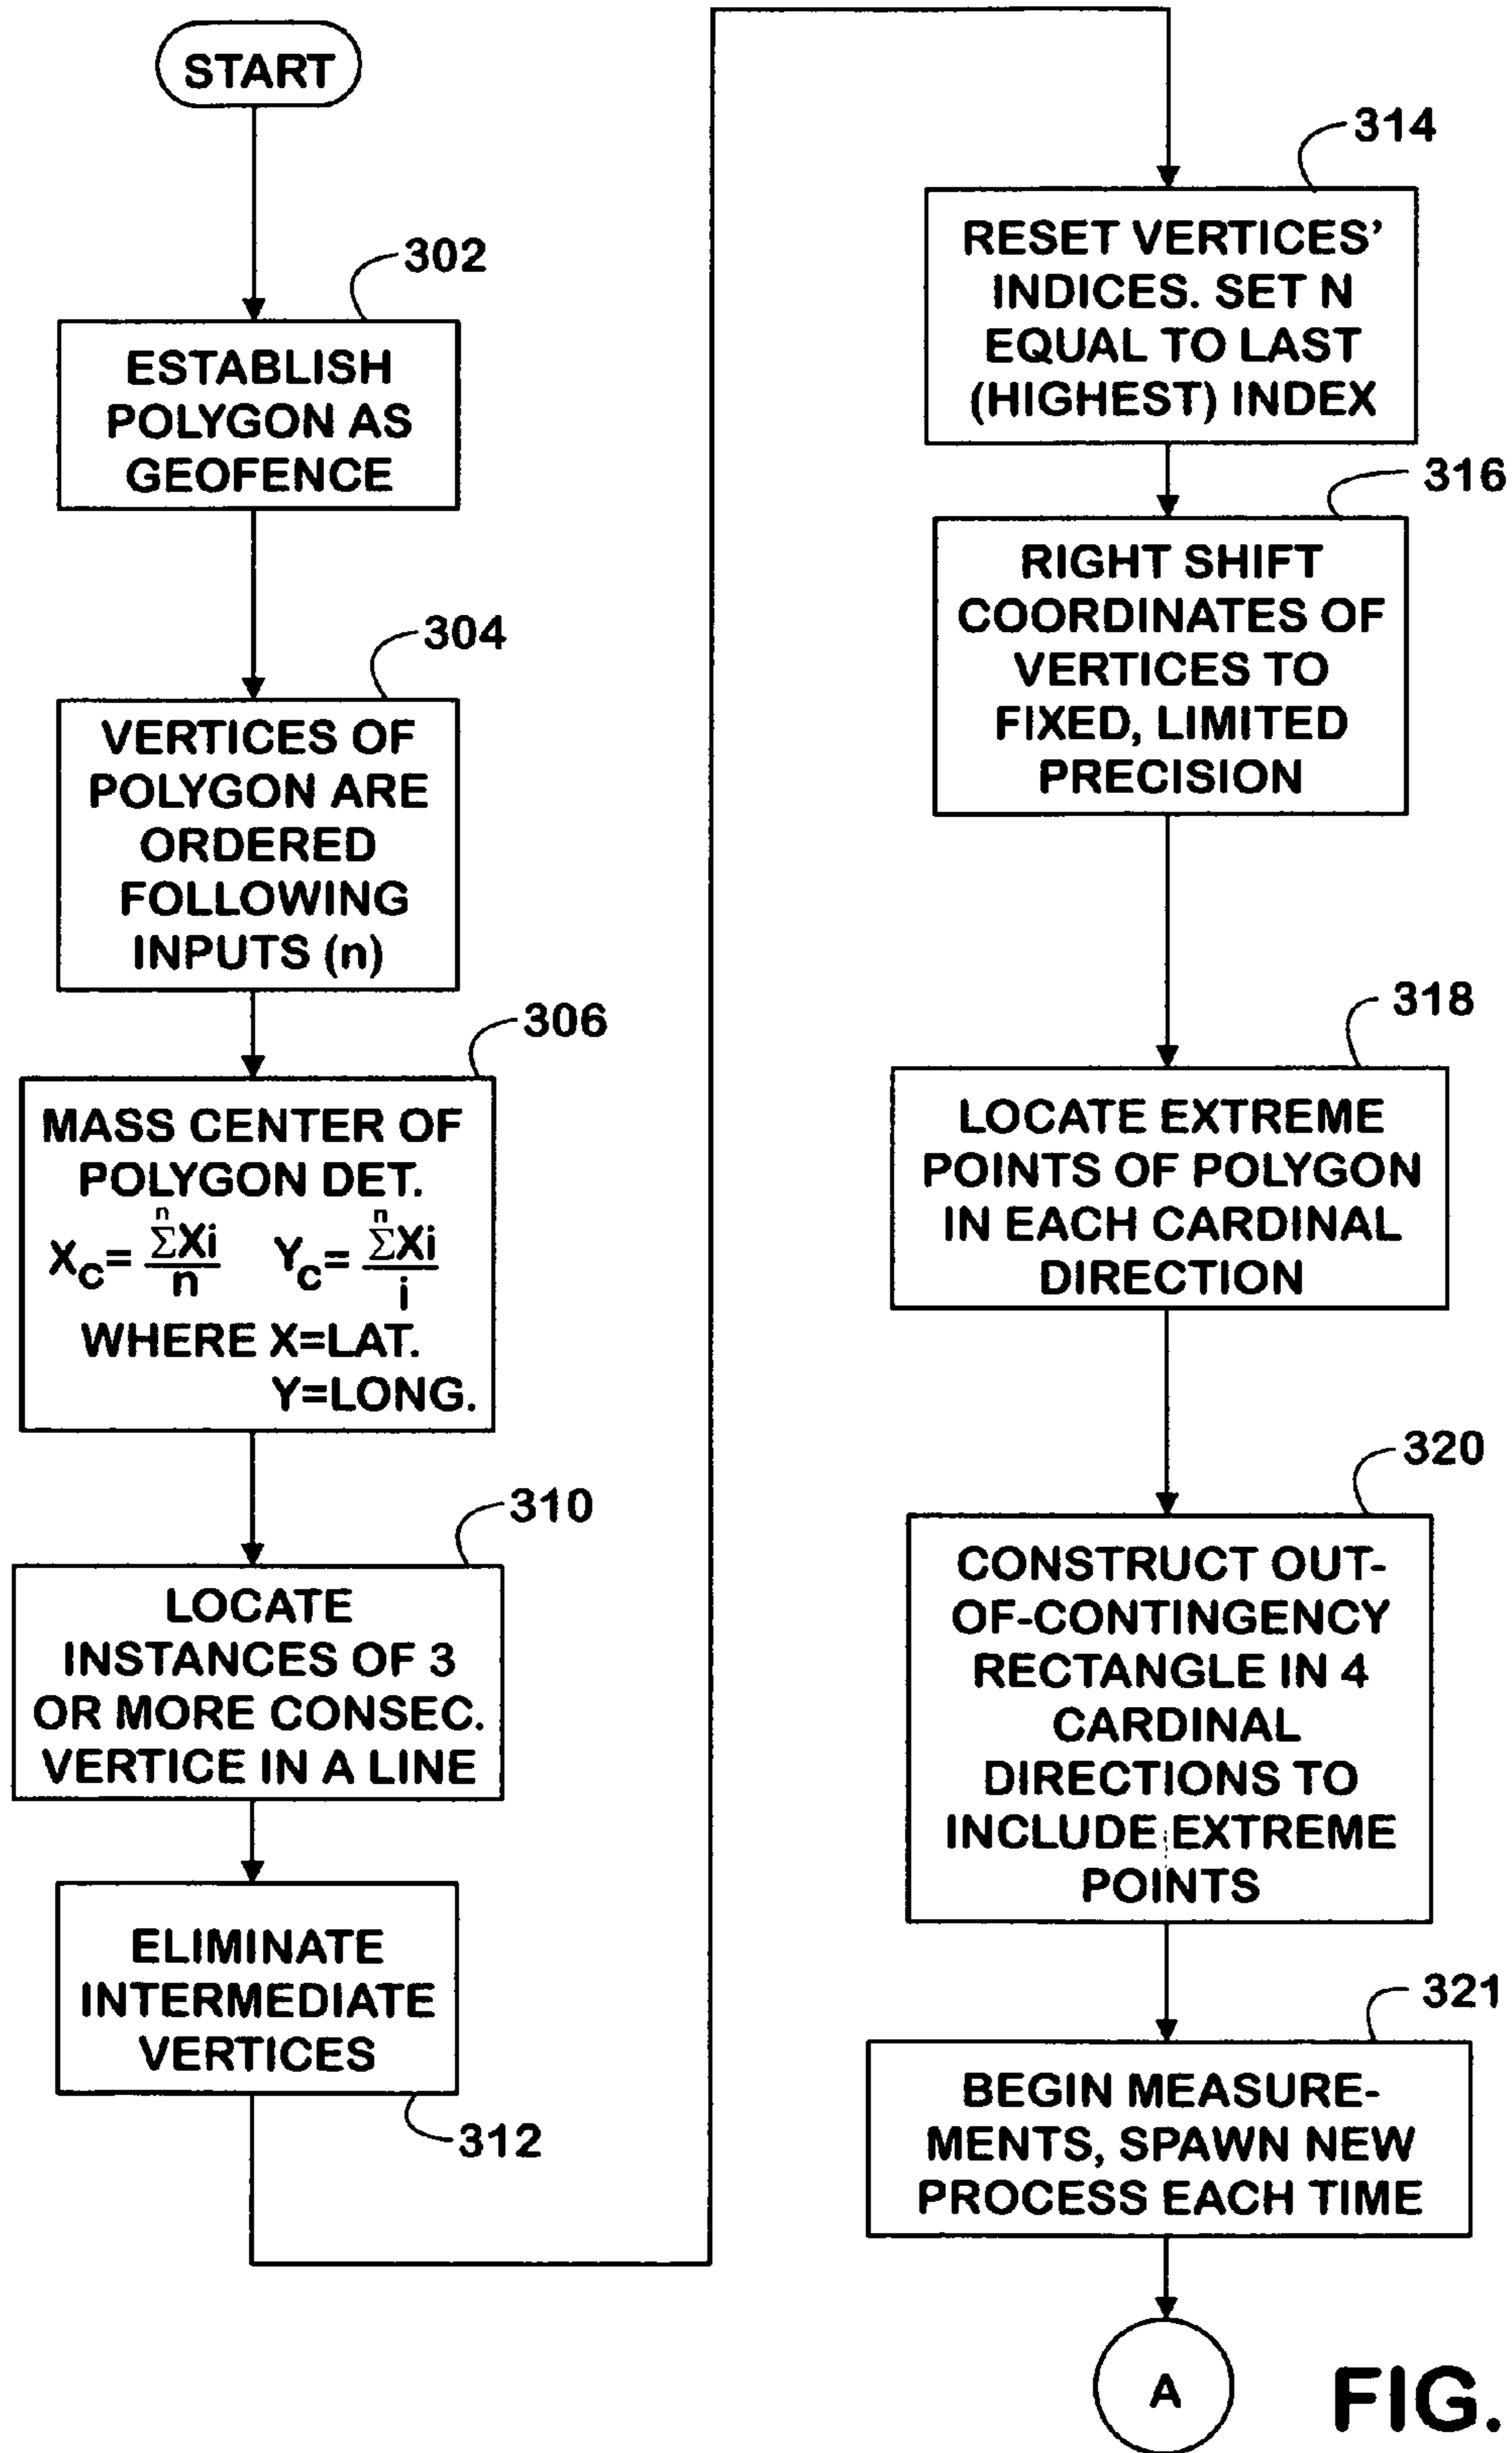 START
302
ESTABLISH
POLYGON AS
GEOFENCE
304
VERTICES OF
POLYGON ARE
ORDERED
FOLLOWING
INPUTS (n)
306
MASS CENTER OF
POLYGON DET.
Xc= n ΣXi / n Yc= n ΣXi / i
WHERE X=LAT.
Y=LONG.
310
LOCATE
INSTANCES OF 3
OR MORE CONSEC.
VERTICE IN A LINE
ELIMINATE
INTERMEDIATE
VERTICES
312
314
RESET VERTICES’
INDICES. SET N
EQUAL TO LAST
(HIGHEST) INDEX
316
RIGHT SHIFT
COORDINATES OF
VERTICES TO
FIXED, LIMITED
PRECISION
318
LOCATE EXTREME
POINTS OF POLYGON
IN EACH CARDINAL
DIRECTION
320
CONSTRUCT OUT-
OF-CONTINGENCY
RECTANGLE IN 4
CARDINAL
DIRECTIONS TO
INCLUDE EXTREME
POINTS
321
BEGIN MEASURE-
MENTS, SPAWN NEW
PROCESS EACH TIME
A
FIG.